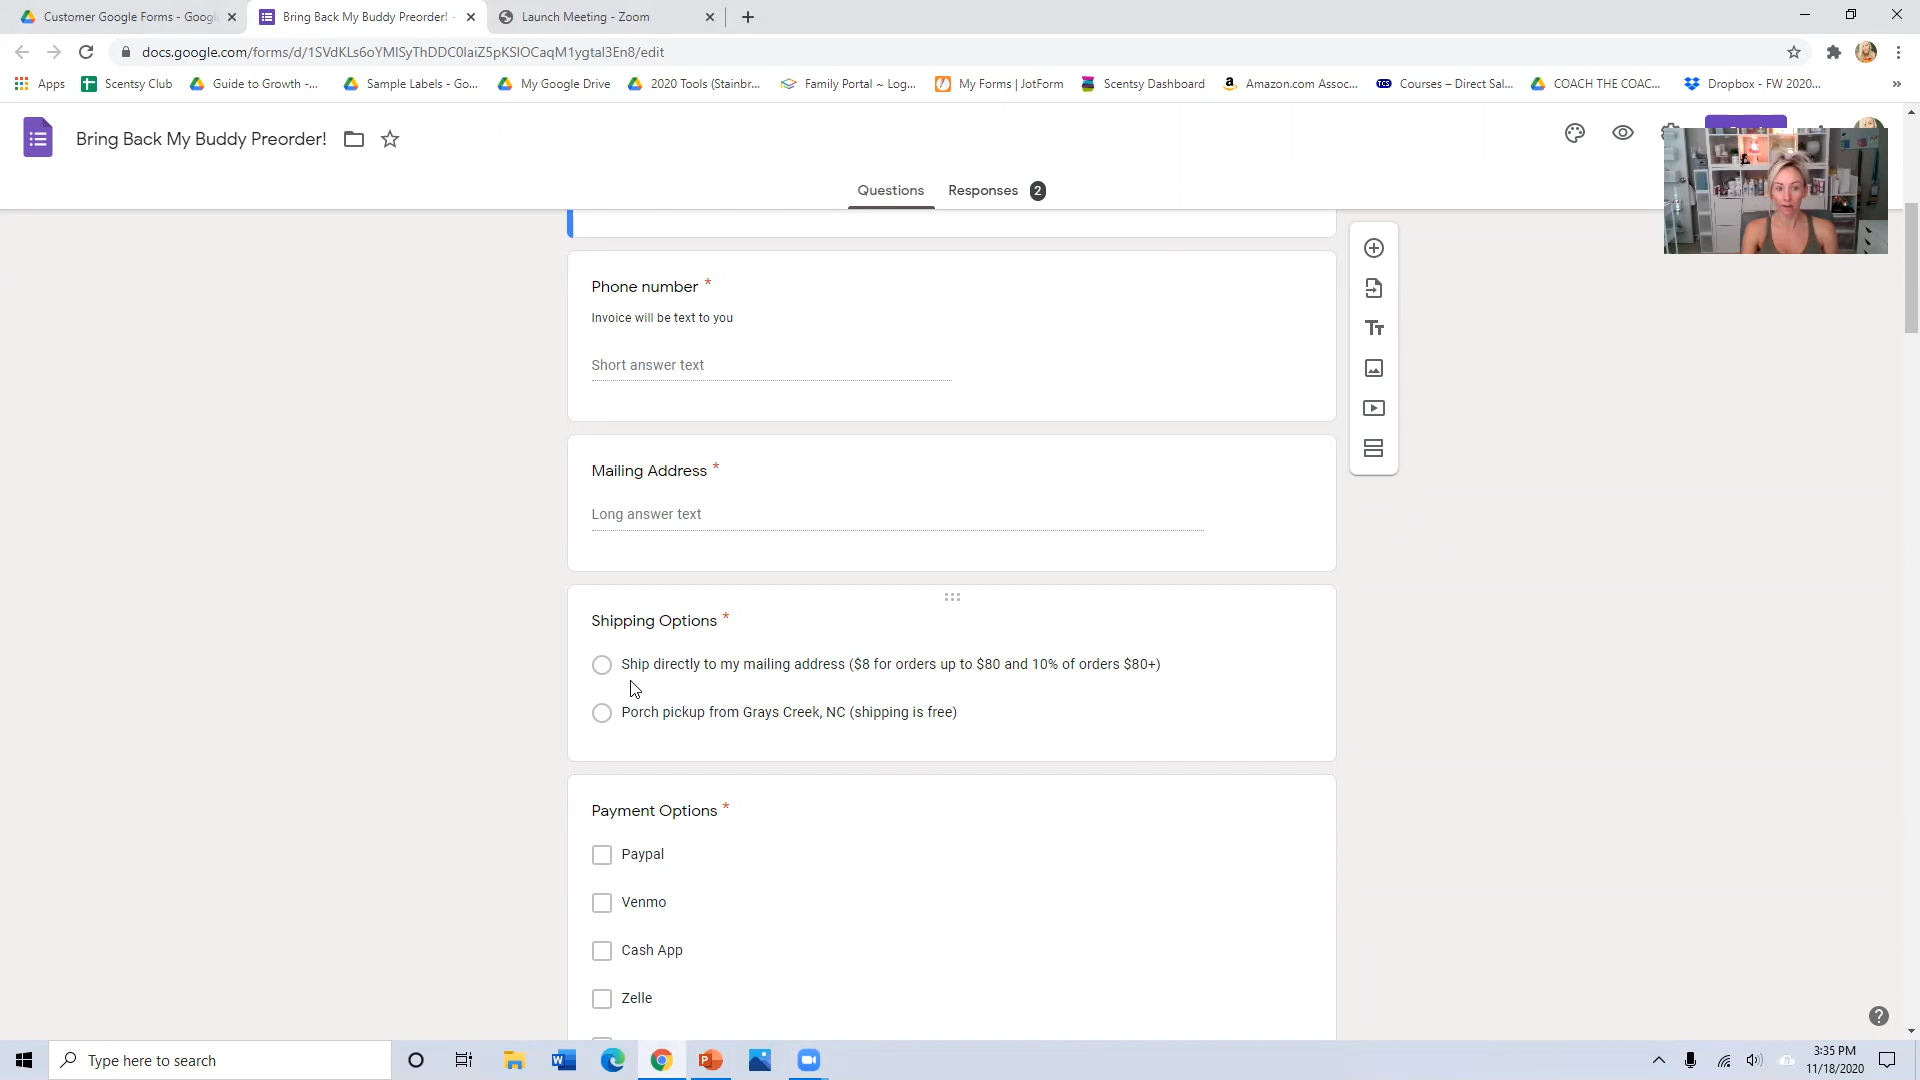 Customer Google Forms - Googl
Bring Back My Buddy Preorder! -
Launch Meeting - Zoom
docs.google.com/forms/d/1SVdKLs6oYMlSyThDDC0laiZ5pKSlOCaqM1ygtal3En8/edit
Apps
Scentsy Club
Guide to Growth -...
Sample Labels - Go...
My Google Drive
2020 Tools (Stainbr...
Family Portal ~ Log...
My Forms | JotForm
Scentsy Dashboard
Amazon.com Assoc...
TCS
Courses – Direct Sal...
COACH THE COAC...
Dropbox - FW 2020...
»
Bring Back My Buddy Preorder!
Questions
Responses 2
Phone number *
Invoice will be text to you
Short answer text
Mailing Address *
Long answer text
Shipping Options *
Ship directly to my mailing address ($8 for orders up to $80 and 10% of orders $80+)
Porch pickup from Grays Creek, NC (shipping is free)
Payment Options *
Paypal
Venmo
Cash App
Zelle
Type here to search
3:35 PM
11/18/2020